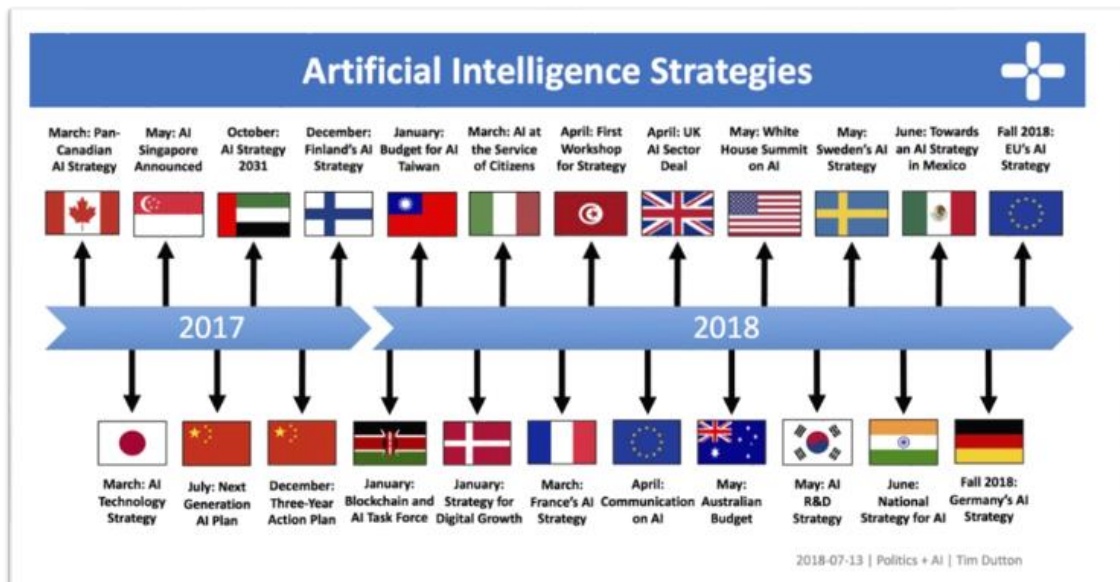 Artificial Intelligence Strategies
March: Pan-
Canadian
AI Strategy
May: AI
Singapore
Announced
October:
AI Strategy
2031
December:
Finland's AI
Strategy
January:
Budget for AI
Taiwan
March: AI at
the Service
of Citizens
April: First
Workshop
for Strategy
April: UK
AI Sector
Deal
May: White
House Summit
on AI
May:
Sweden's AI
Strategy
June: Towards
an AI Strategy
in Mexico
Fall 2018:
EU's AI
Strategy
2017
2018
March: AI
Technology
Strategy
July: Next
Generation
AI Plan
December:
Three-Year
Action Plan
January:
Blockchain and
AI Task Force
January:
Strategy for
Digital Growth
March:
France's AI
Strategy
April:
Communication
on AI
May:
Australian
Budget
May: AI
R&D
Strategy
June:
National
Strategy for AI
Fall 2018:
Germany's AI
Strategy
2018-07-13 | Politics + AI | Tim Dutton